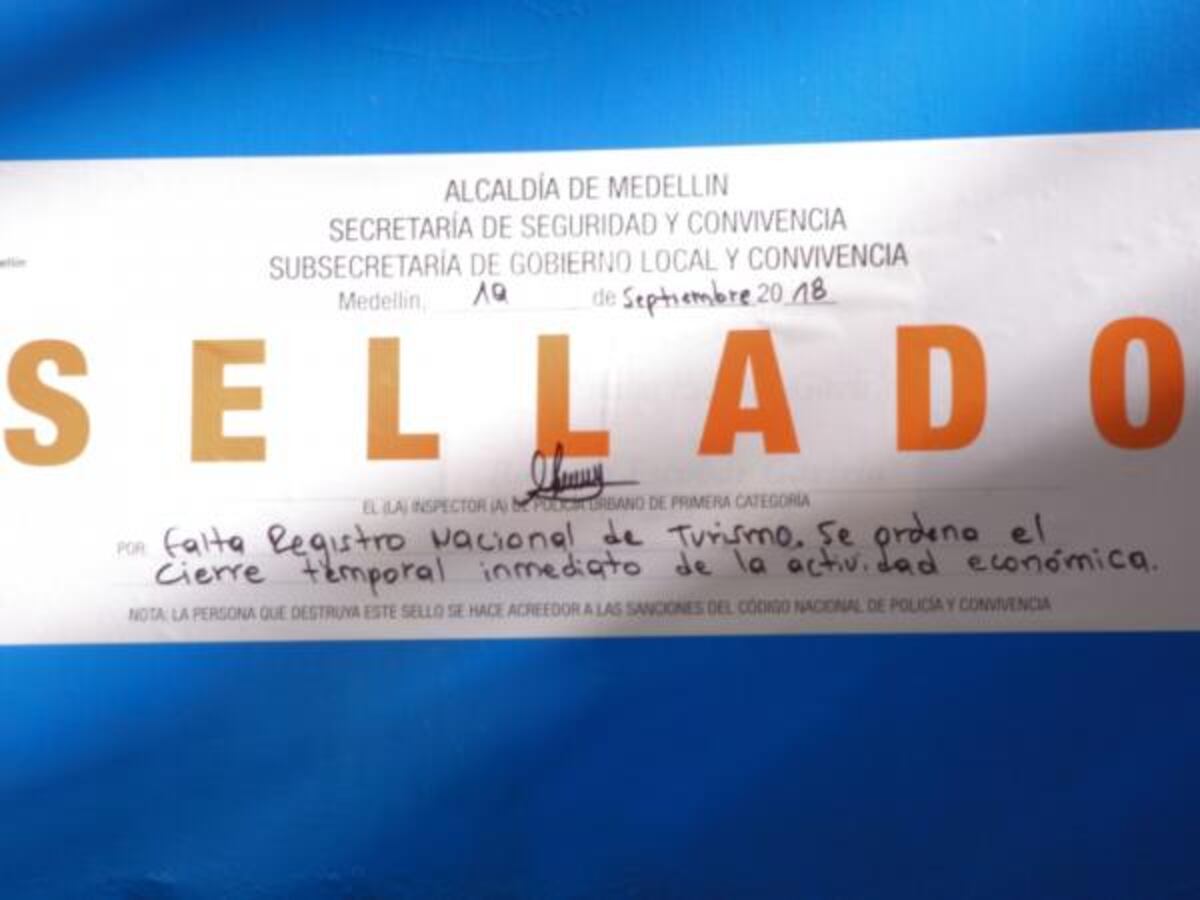 ALCALDÍA DE MEDELLIN
SECRETARÍA DE SEGURIDAD Y CONVIVENCIA
SUBSECRETARÍA DE GOBIERNO LOCAL Y CONVIVENCIA
Medellín, de Septiembre 20 18
SELLADO
EL (LA) INSPECTOR (A) DE POLICÍA URBANO DE PRIMERA CATEGORÍA
POR: Falta Registro Nacional de Turismo. Se ordena el
cierre temporal inmediato de la actividad económica.
NOTA: LA PERSONA QUE DESTRUYA ESTE SELLO SE HACE ACREEDOR A LAS SANCIONES DEL CÓDIGO NACIONAL DE POLICÍA Y CONVIVENCIA